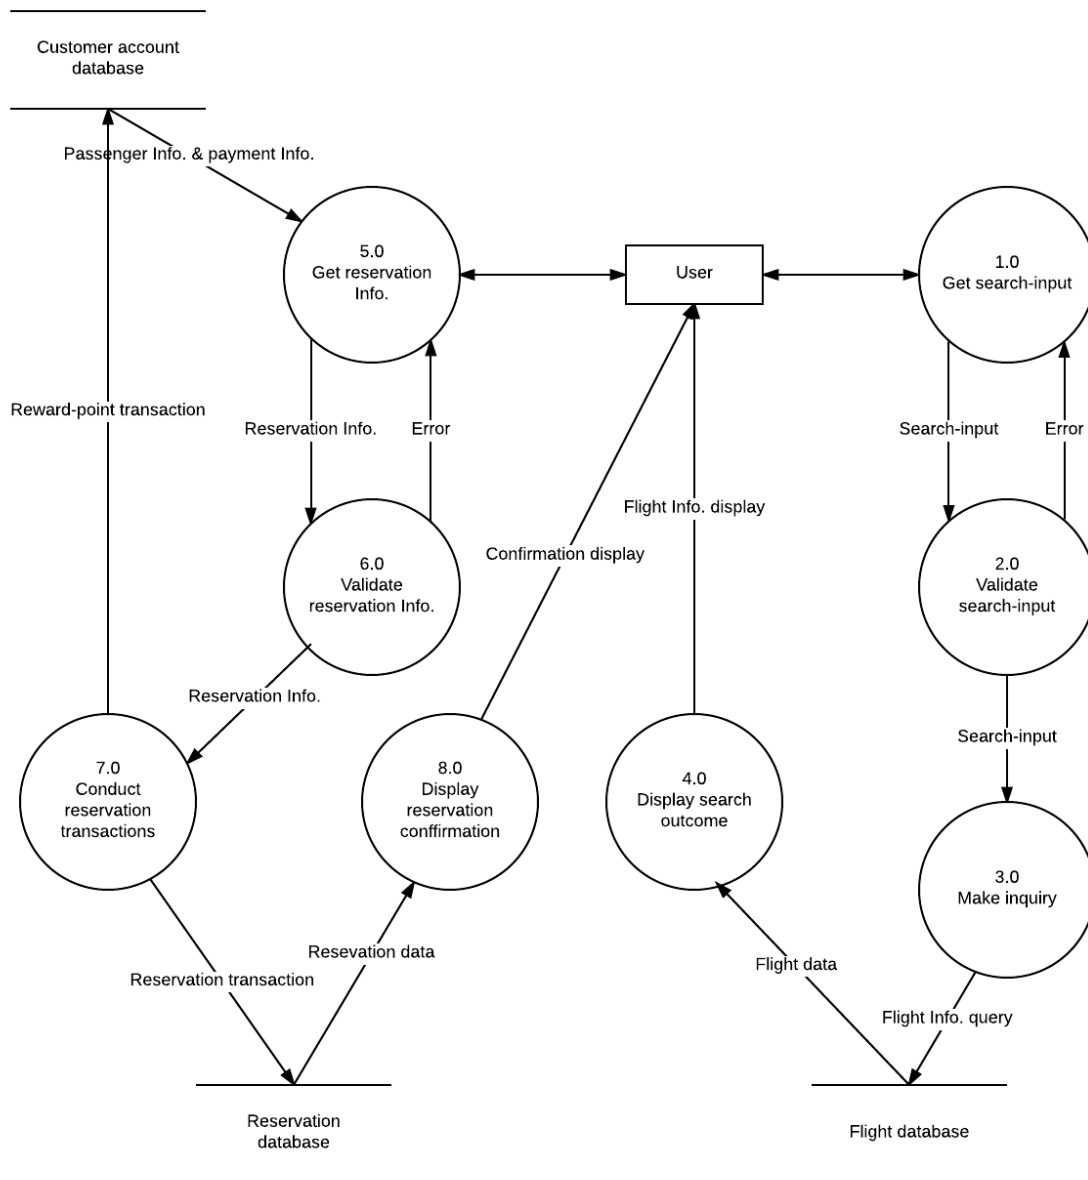 Customer account
database
Passenger Info. & payment Info.
5.0
Get reservation
Info.
User
1.0
Get search-input
Reward-point transaction
Reservation Info.
Error
Search-input
Error
Flight Info. display
Confirmation display
6.0
Validate
reservation Info.
2.0
Validate
search-input
Reservation Info.
Search-input
7.0
Conduct
reservation
transactions
8.0
Display
reservation
conffirmation
4.0
Display search
outcome
3.0
Make inquiry
Resevation data
Reservation transaction
Flight data
Flight Info. query
Reservation
database
Flight database